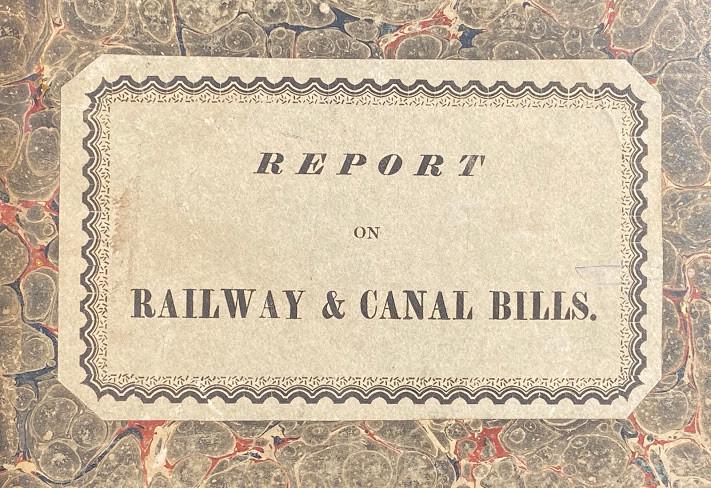 REPORT
ON
RAILWAY & CANAL BILLS.